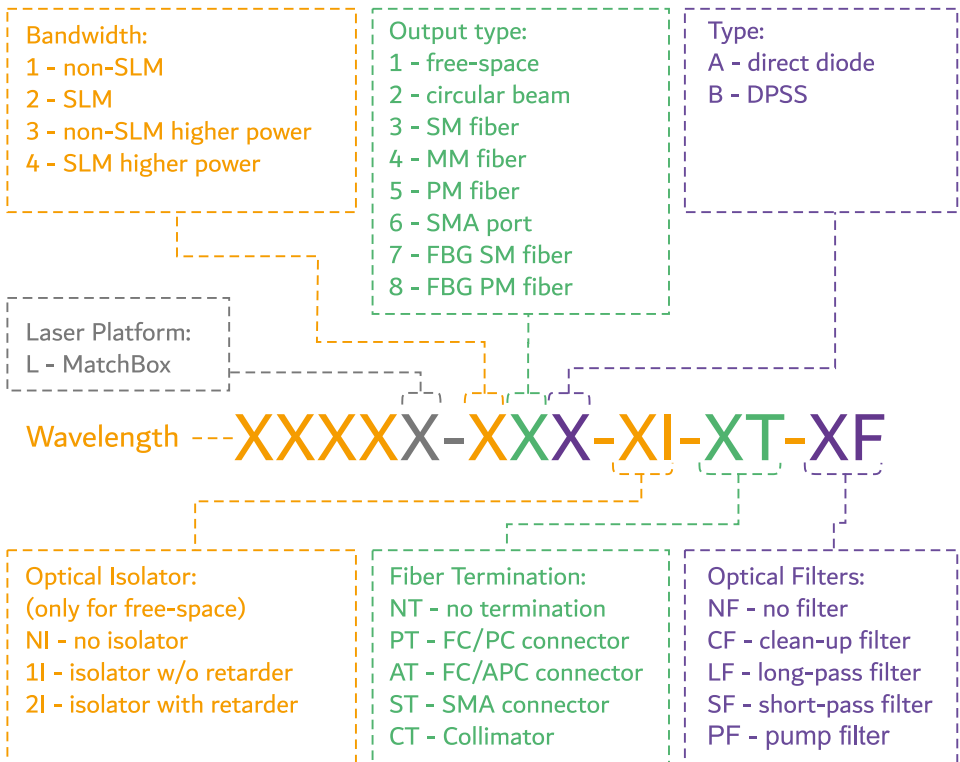 Bandwidth:
1 - non-SLM
2 - SLM
3 - non-SLM higher power
4 - SLM higher power
Output type:
1 - free-space
2 - circular beam
3 - SM fiber
4 - MM fiber
5 - PM fiber
6 - SMA port
7 - FBG SM fiber
8 - FBG PM fiber
Type:
A - direct diode
B - DPSS
Laser Platform:
L - MatchBox
Wavelength
XXXXX-XXX-XI-XT-XF
Optical Isolator:
(only for free-space)
NI - no isolator
1I - isolator w/o retarder
2I - isolator with retarder
Fiber Termination:
NT - no termination
PT - FC/PC connector
AT - FC/APC connector
ST - SMA connector
CT - Collimator
Optical Filters:
NF - no filter
CF - clean-up filter
LF - long-pass filter
SF - short-pass filter
PF - pump filter